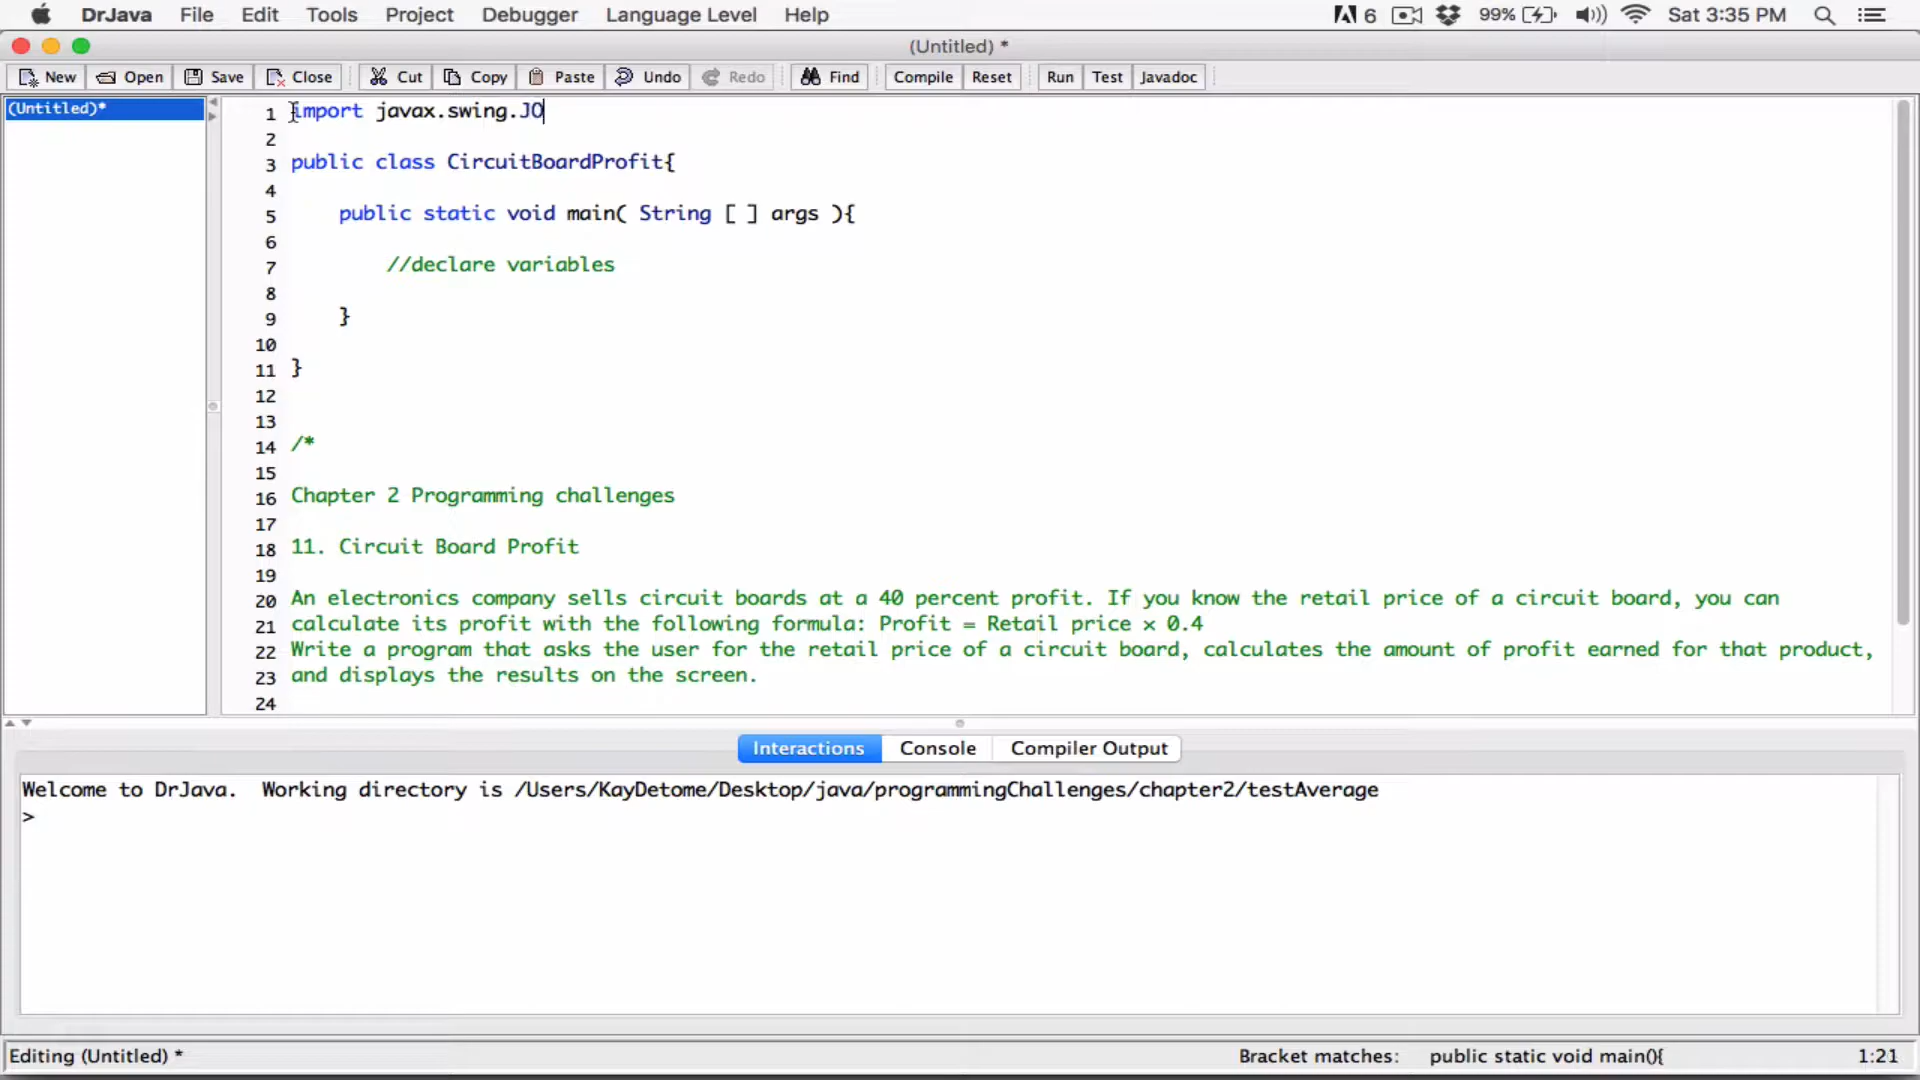 DrJava File Edit Tools Project Debugger Language Level Help 6 99% Sat 3:35 PM
(Untitled) *
New Open Save Close Cut Copy Paste Undo Redo Find Compile Reset Run Test Javadoc
(Untitled)*
1 import javax.swing.JO
2
3 public class CircuitBoardProfit{
4
5 public static void main( String [ ] args ){
6
7 //declare variables
8
9 }
10
11 }
12
13
14 /*
15
16 Chapter 2 Programming challenges
17
18 11. Circuit Board Profit
19
20 An electronics company sells circuit boards at a 40 percent profit. If you know the retail price of a circuit board, you can
21 calculate its profit with the following formula: Profit = Retail price × 0.4
22 Write a program that asks the user for the retail price of a circuit board, calculates the amount of profit earned for that product,
23 and displays the results on the screen.
24
Interactions Console Compiler Output
Welcome to DrJava. Working directory is /Users/KayDetome/Desktop/java/programmingChallenges/chapter2/testAverage
>
Editing (Untitled) * Bracket matches: public static void main(){ 1:21